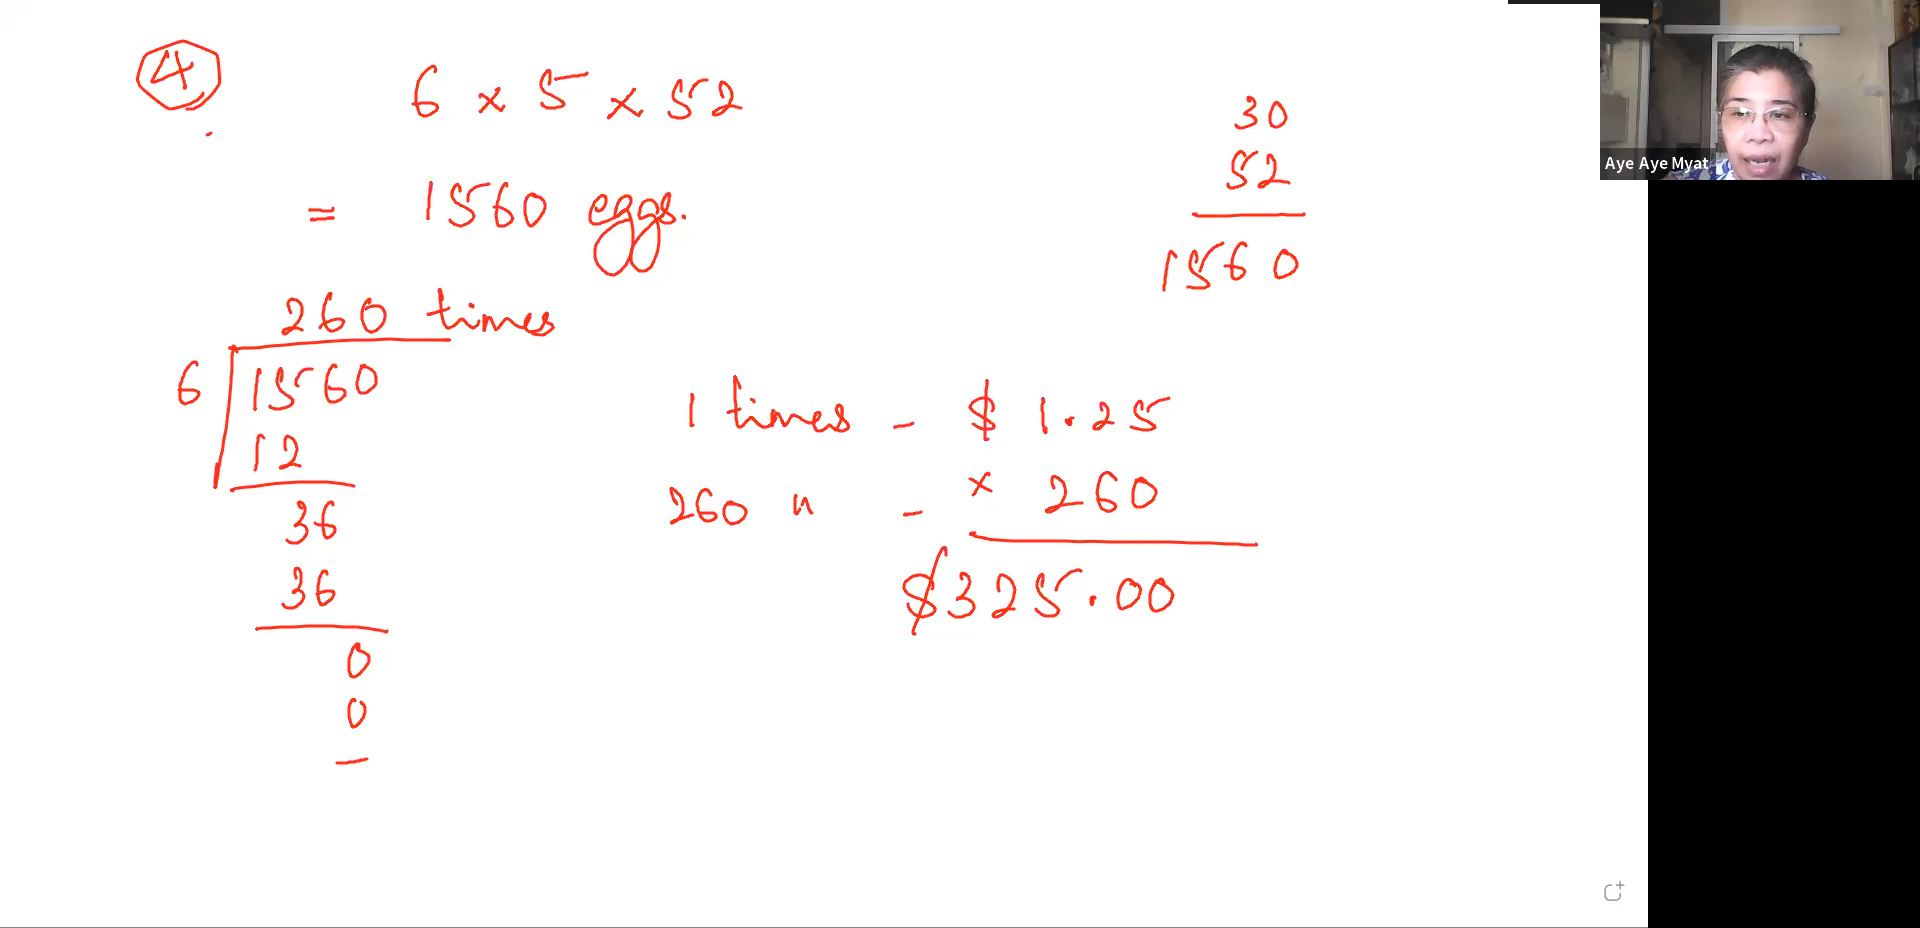 4
6 × 5 × 52
= 1560 eggs.
30
52
1560
260 times
6 1560
12
36
36
0
0
1 times - $ 1.25
260 " - × 260
$325.00
Aye Aye Myat